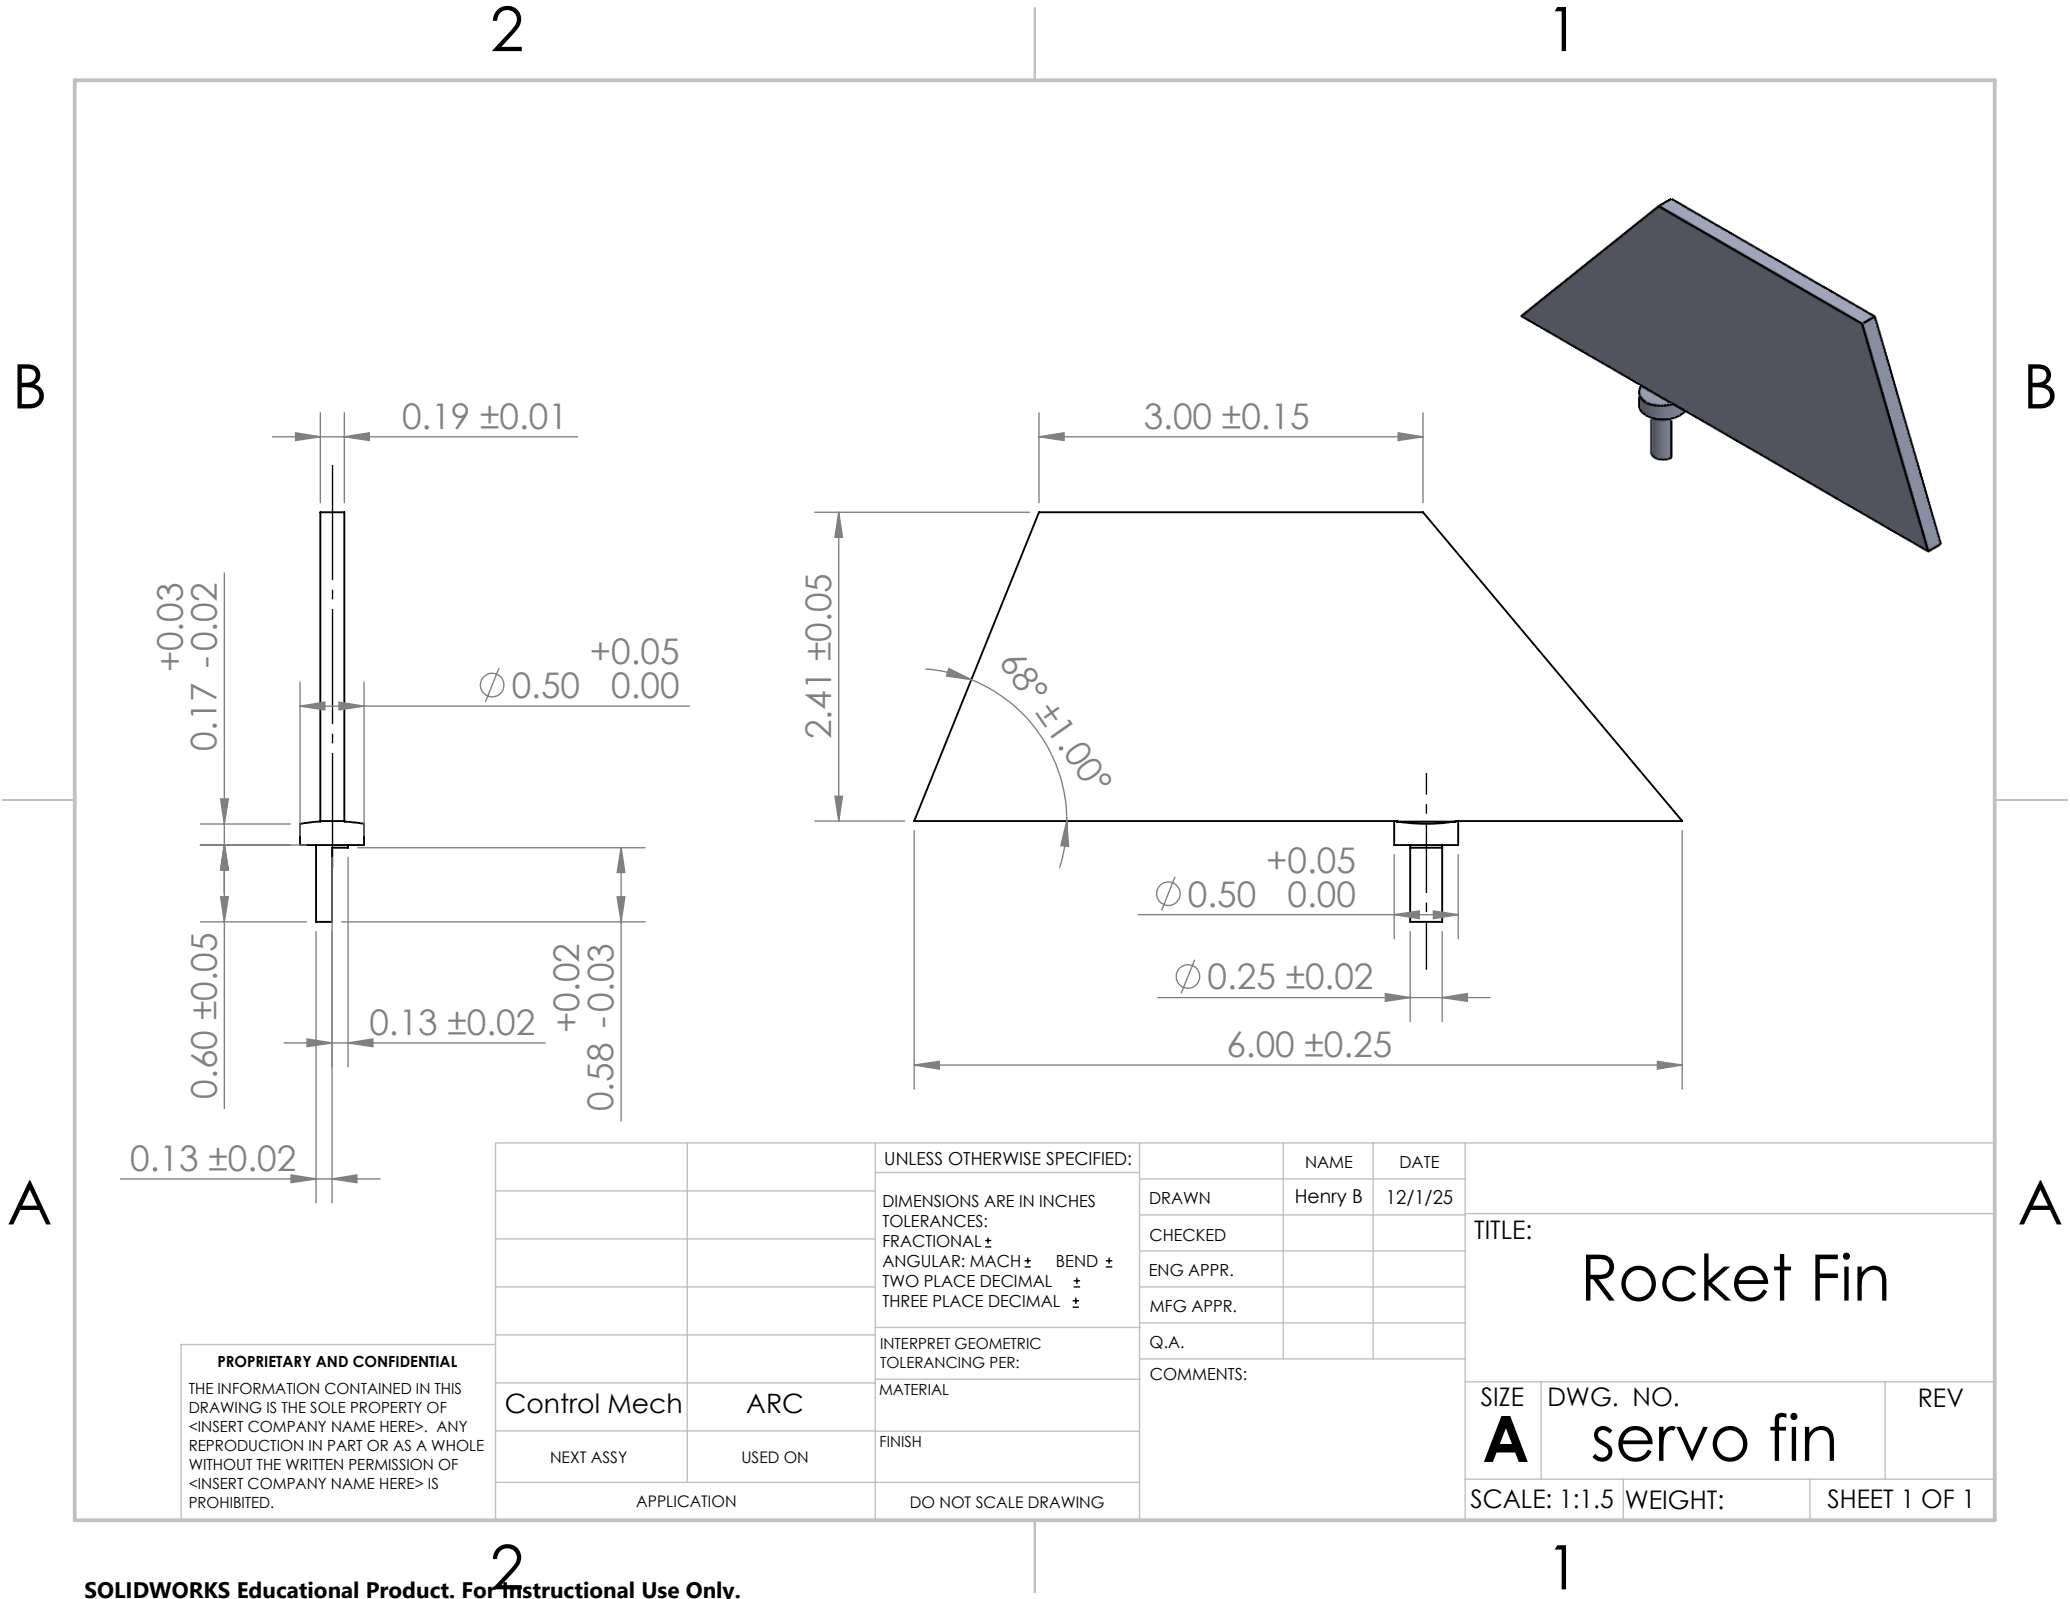 2
1
B
B
0.19 ±0.01
3.00 ±0.15
+0.03
0.17 -0.02
+0.05
⌀0.50 0.00
2.41 ±0.05
68° ±1.00°
+0.05
⌀0.50 0.00
⌀0.25 ±0.02
6.00 ±0.25
0.60 ±0.05
0.13 ±0.02
+0.02
0.58 -0.03
0.13 ±0.02
A
A
UNLESS OTHERWISE SPECIFIED:
DIMENSIONS ARE IN INCHES
TOLERANCES:
FRACTIONAL ±
ANGULAR: MACH ± BEND ±
TWO PLACE DECIMAL ±
THREE PLACE DECIMAL ±
INTERPRET GEOMETRIC
TOLERANCING PER:
MATERIAL
FINISH
DO NOT SCALE DRAWING
NAME DATE
DRAWN Henry B 12/1/25
CHECKED
ENG APPR.
MFG APPR.
Q.A.
COMMENTS:
TITLE:
Rocket Fin
SIZE DWG. NO. REV
A servo fin
SCALE: 1:1.5 WEIGHT: SHEET 1 OF 1
Control Mech ARC
NEXT ASSY USED ON
APPLICATION
PROPRIETARY AND CONFIDENTIAL
THE INFORMATION CONTAINED IN THIS
DRAWING IS THE SOLE PROPERTY OF
<INSERT COMPANY NAME HERE>. ANY
REPRODUCTION IN PART OR AS A WHOLE
WITHOUT THE WRITTEN PERMISSION OF
<INSERT COMPANY NAME HERE> IS
PROHIBITED.
2
1
SOLIDWORKS Educational Product. For Instructional Use Only.